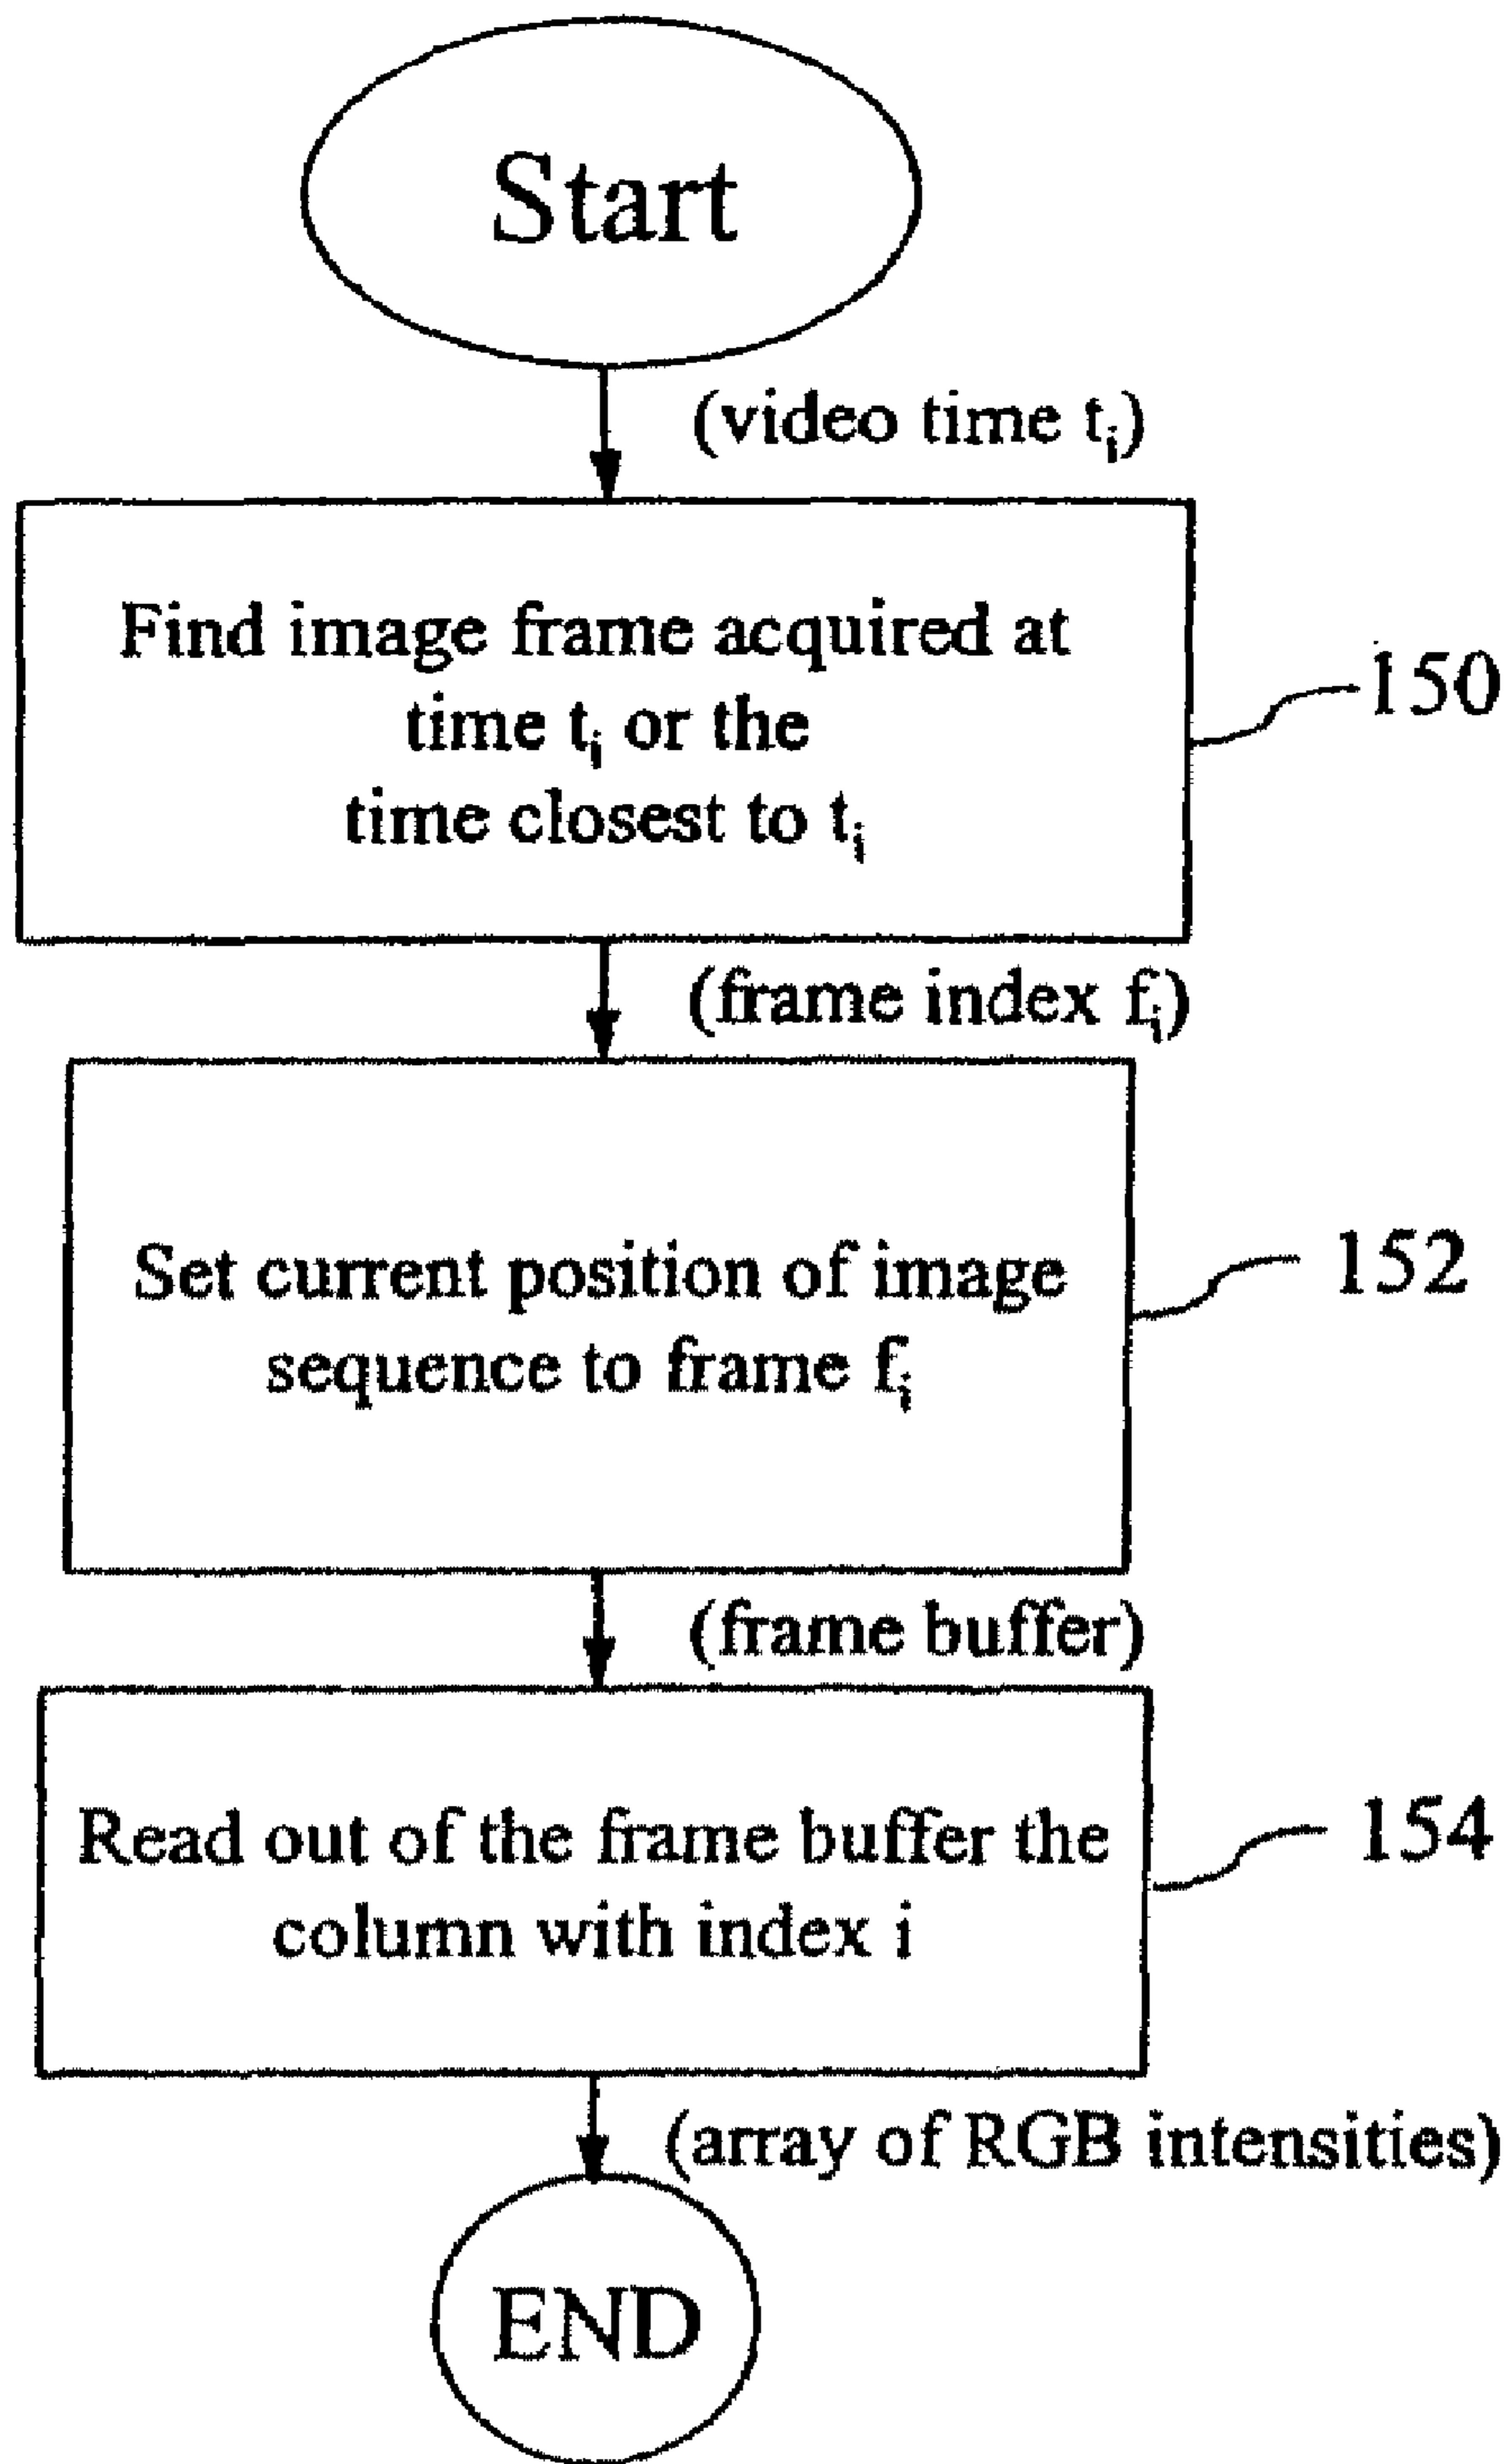 Start
(video time tᵢ)
Find image frame acquired at
time tᵢ or the
time closest to tᵢ
150
(frame index fᵢ)
Set current position of image
sequence to frame fᵢ
152
(frame buffer)
Read out of the frame buffer the
column with index i
154
(array of RGB intensities)
END